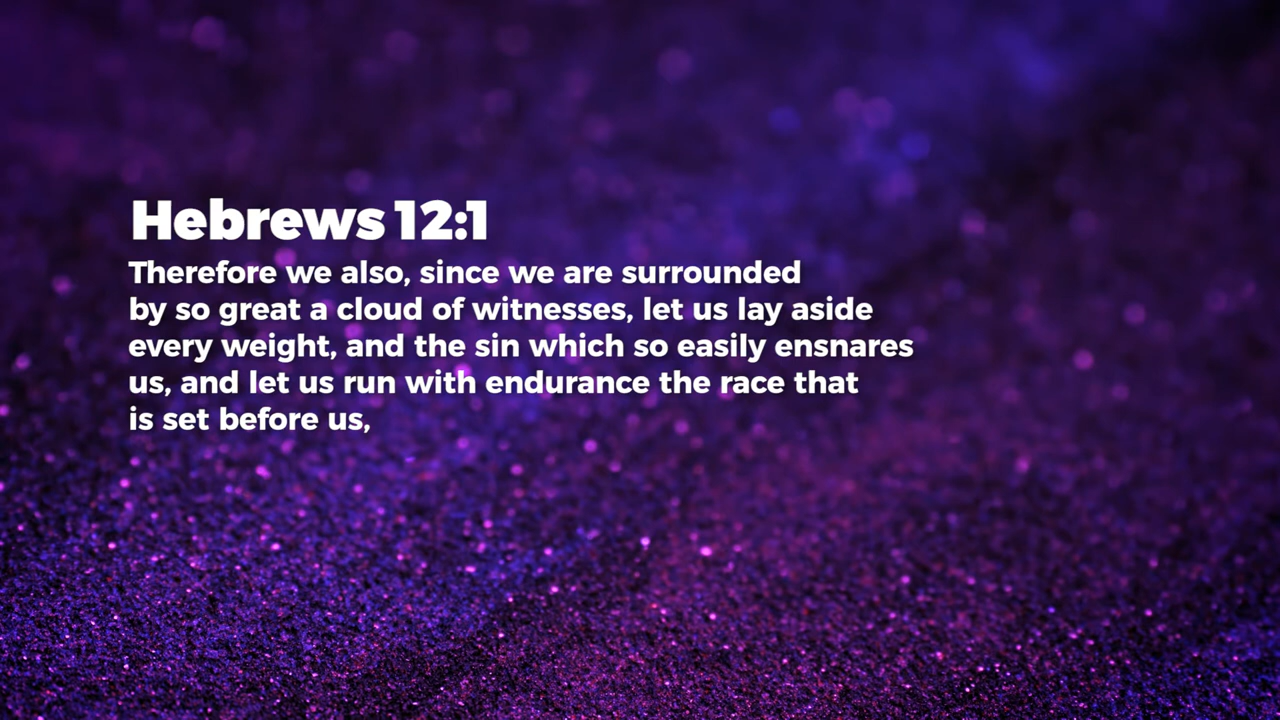 Hebrews 12:1
Therefore we also, since we are surrounded
by so great a cloud of witnesses, let us lay aside
every weight, and the sin which so easily ensnares
us, and let us run with endurance the race that
is set before us,